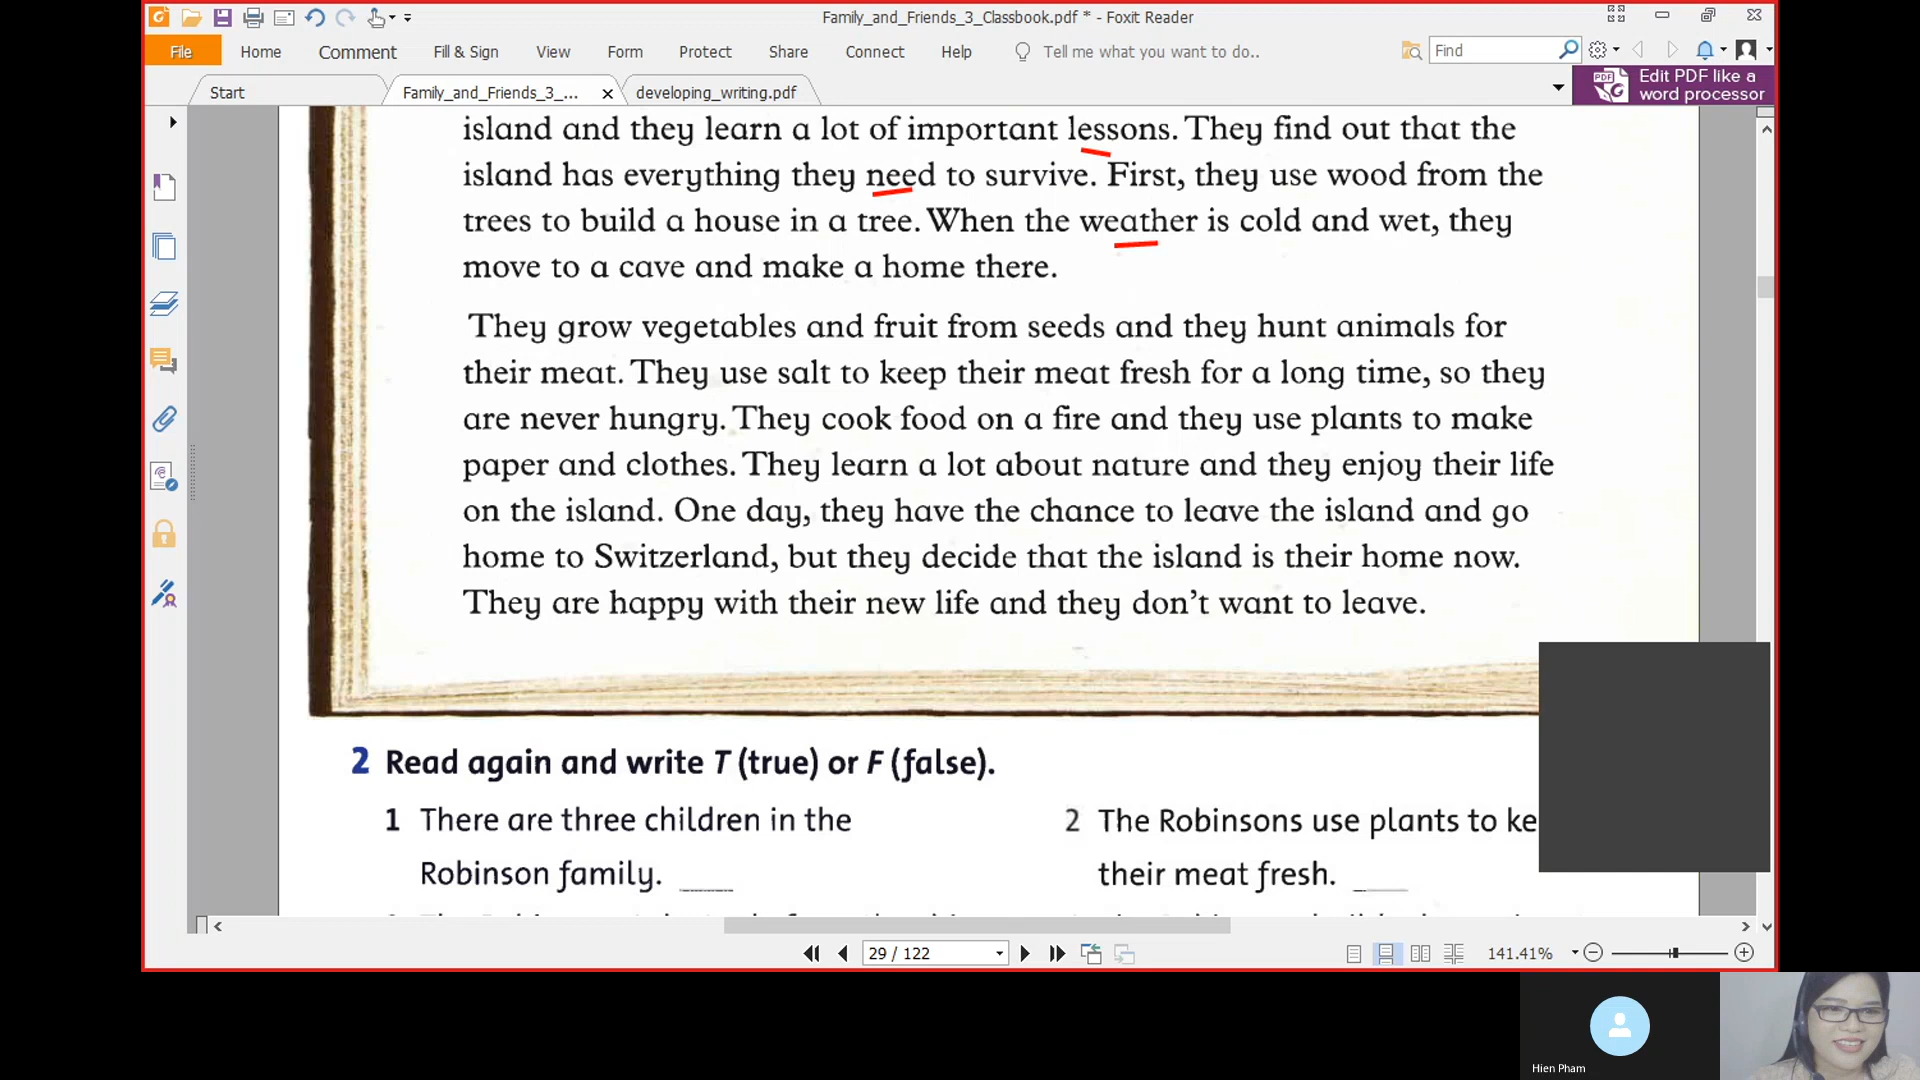 Family_and_Friends_3_Classbook.pdf * - Foxit Reader
File Home Comment Fill & Sign View Form Protect Share Connect Help Tell me what you want to do.. Find
Start Family_and_Friends_3_... developing_writing.pdf
Edit PDF like a
word processor
island and they learn a lot of important lessons. They find out that the
island has everything they need to survive. First, they use wood from the
trees to build a house in a tree. When the weather is cold and wet, they
move to a cave and make a home there.
They grow vegetables and fruit from seeds and they hunt animals for
their meat. They use salt to keep their meat fresh for a long time, so they
are never hungry. They cook food on a fire and they use plants to make
paper and clothes. They learn a lot about nature and they enjoy their life
on the island. One day, they have the chance to leave the island and go
home to Switzerland, but they decide that the island is their home now.
They are happy with their new life and they don't want to leave.
2 Read again and write T (true) or F (false).
1 There are three children in the
Robinson family.
2 The Robinsons use plants to ke
their meat fresh.
29 / 122
141.41%
Hien Pham